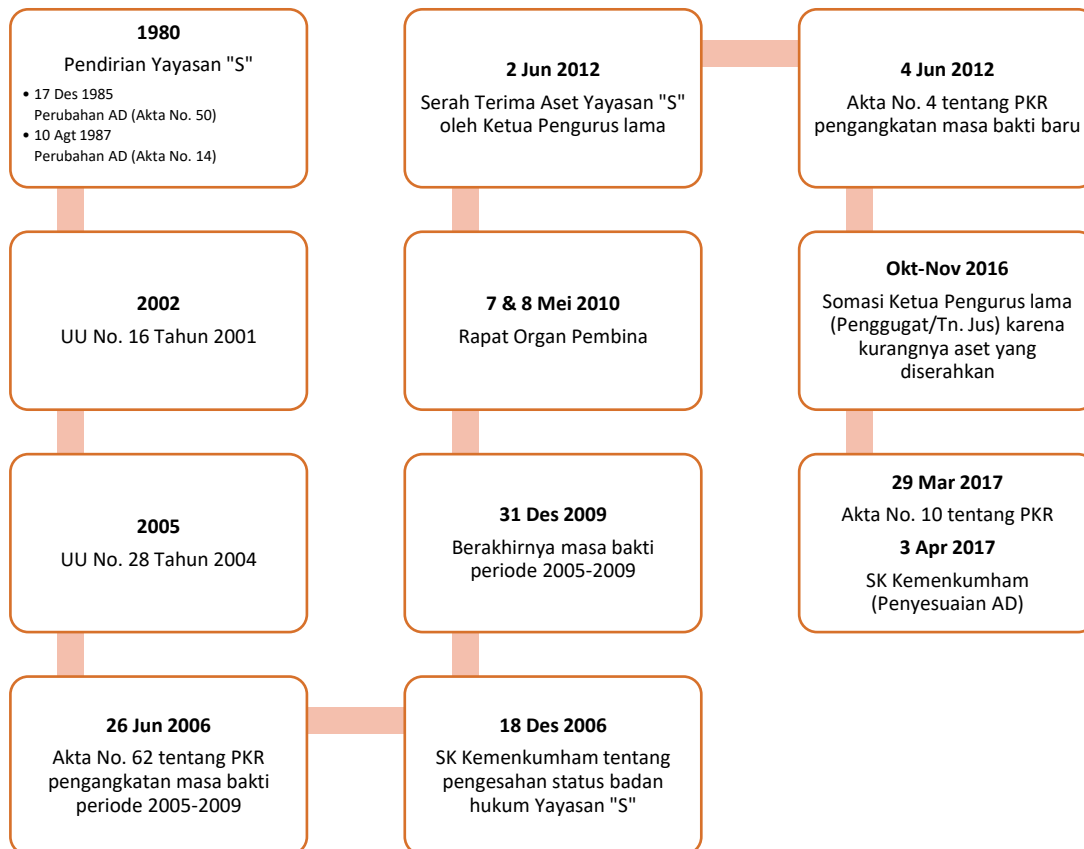 1980
Pendirian Yayasan "S"
• 17 Des 1985
Perubahan AD (Akta No. 50)
• 10 Agt 1987
Perubahan AD (Akta No. 14)
2002
UU No. 16 Tahun 2001
2005
UU No. 28 Tahun 2004
26 Jun 2006
Akta No. 62 tentang PKR
pengangkatan masa bakti
periode 2005-2009
18 Des 2006
SK Kemenkumham tentang
pengesahan status badan
hukum Yayasan "S"
31 Des 2009
Berakhirnya masa bakti
periode 2005-2009
7 & 8 Mei 2010
Rapat Organ Pembina
2 Jun 2012
Serah Terima Aset Yayasan "S"
oleh Ketua Pengurus lama
4 Jun 2012
Akta No. 4 tentang PKR
pengangkatan masa bakti baru
Okt-Nov 2016
Somasi Ketua Pengurus lama
(Penggugat/Tn. Jus) karena
kurangnya aset yang
diserahkan
29 Mar 2017
Akta No. 10 tentang PKR
3 Apr 2017
SK Kemenkumham
(Penyesuaian AD)